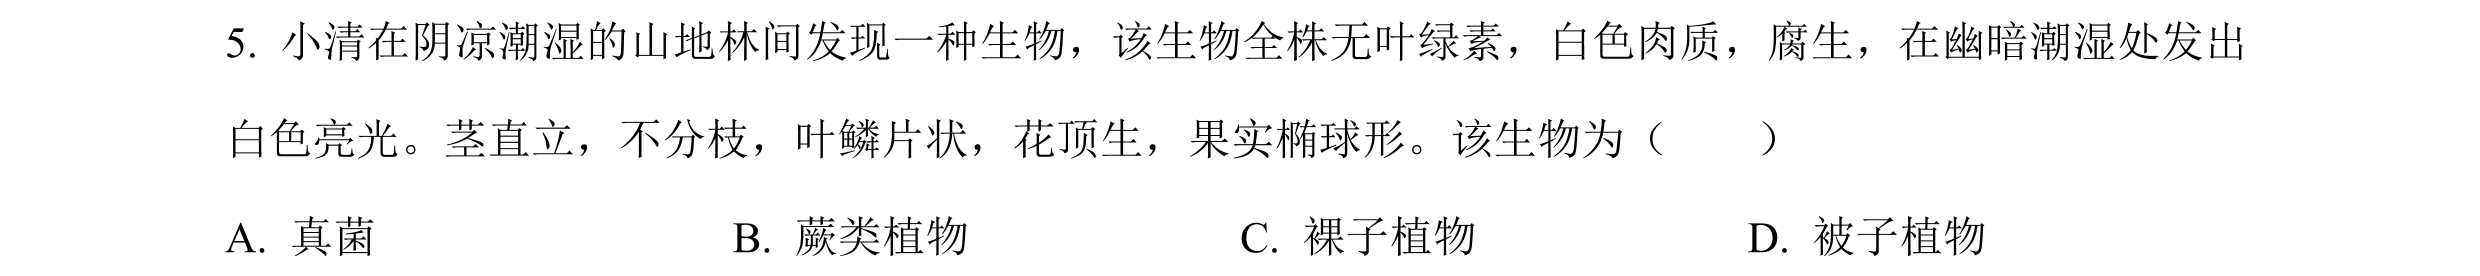 5. 小清在阴凉潮湿的山地林间发现一种生物，该生物全株无叶绿素，白色肉质，腐生，在幽暗潮湿处发出
白色亮光。茎直立，不分枝，叶鳞片状，花顶生，果实椭球形。该生物为（　　）
A. 真菌　　B. 蕨类植物　　C. 裸子植物　　D. 被子植物